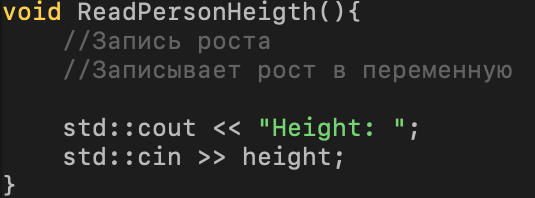 void ReadPersonHeigth(){
    //Запись роста
    //Записывает рост в переменную

    std::cout << "Height: ";
    std::cin >> height;
}